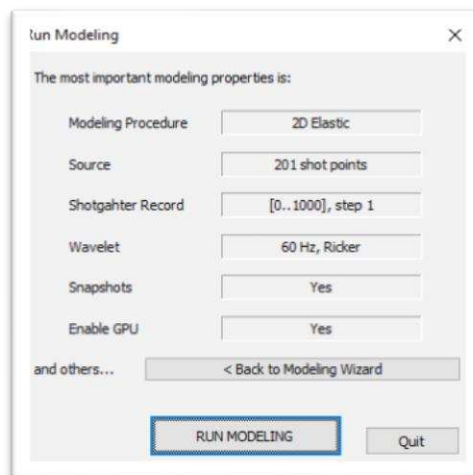 Run Modeling
The most important modeling properties is:
Modeling Procedure 2D Elastic
Source 201 shot points
Shotgahter Record [0..1000], step 1
Wavelet 60 Hz, Ricker
Snapshots Yes
Enable GPU Yes
and others... < Back to Modeling Wizard
RUN MODELING Quit